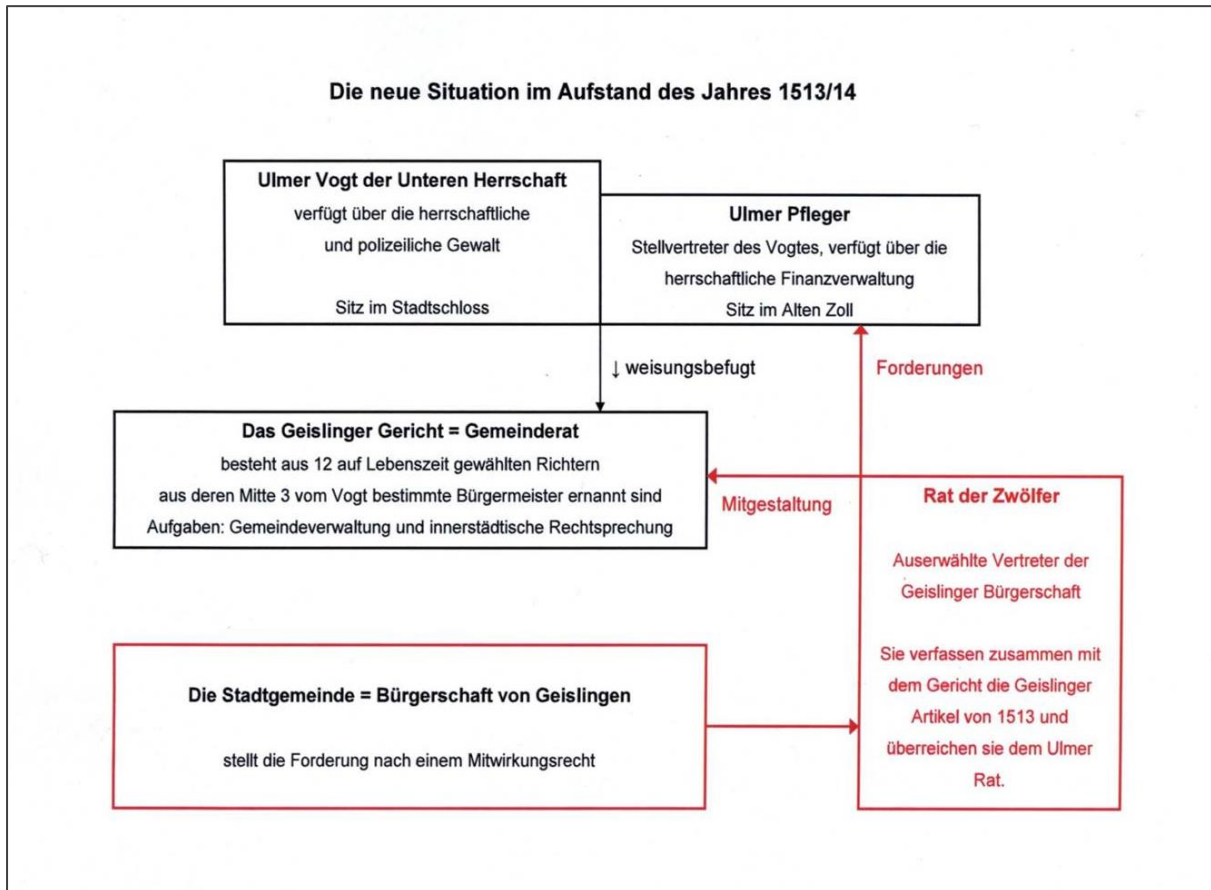 Die neue Situation im Aufstand des Jahres 1513/14
Ulmer Vogt der Unteren Herrschaft
verfügt über die herrschaftliche
und polizeiliche Gewalt
Sitz im Stadtschloss
Ulmer Pfleger
Stellvertreter des Vogtes, verfügt über die
herrschaftliche Finanzverwaltung
Sitz im Alten Zoll
↓ weisungsbefugt
Forderungen
Das Geislinger Gericht = Gemeinderat
besteht aus 12 auf Lebenszeit gewählten Richtern
aus deren Mitte 3 vom Vogt bestimmte Bürgermeister ernannt sind
Aufgaben: Gemeindeverwaltung und innerstädtische Rechtsprechung
Mitgestaltung
Rat der Zwölfer
Auserwählte Vertreter der
Geislinger Bürgerschaft
Sie verfassen zusammen mit
dem Gericht die Geislinger
Artikel von 1513 und
überreichen sie dem Ulmer
Rat.
Die Stadtgemeinde = Bürgerschaft von Geislingen
stellt die Forderung nach einem Mitwirkungsrecht